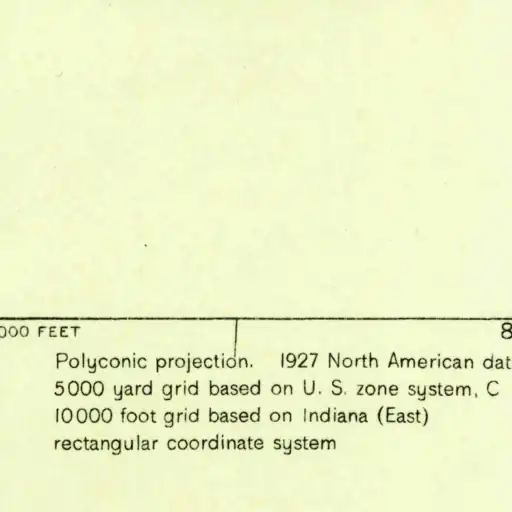 000 FEET 8
Polyconic projection. 1927 North American dat
5000 yard grid based on U. S. zone system, C
10000 foot grid based on Indiana (East)
rectangular coordinate system